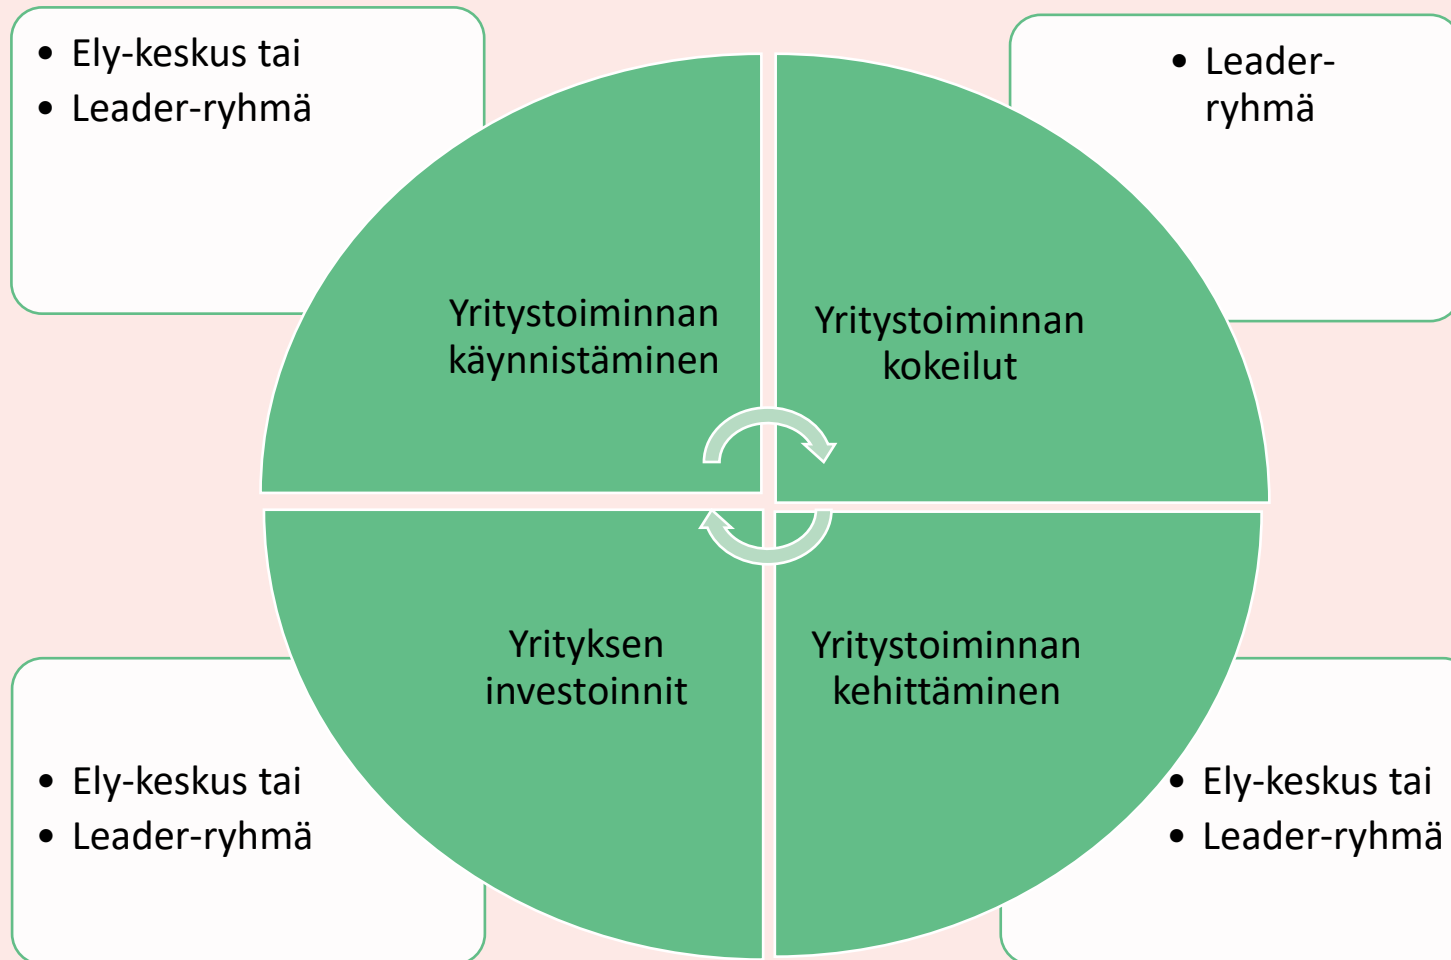 • Ely-keskus tai
• Leader-ryhmä
• Leader-
ryhmä
Yritystoiminnan
käynnistäminen
Yritystoiminnan
kokeilut
Yrityksen
investoinnit
Yritystoiminnan
kehittäminen
• Ely-keskus tai
• Leader-ryhmä
• Ely-keskus tai
• Leader-ryhmä